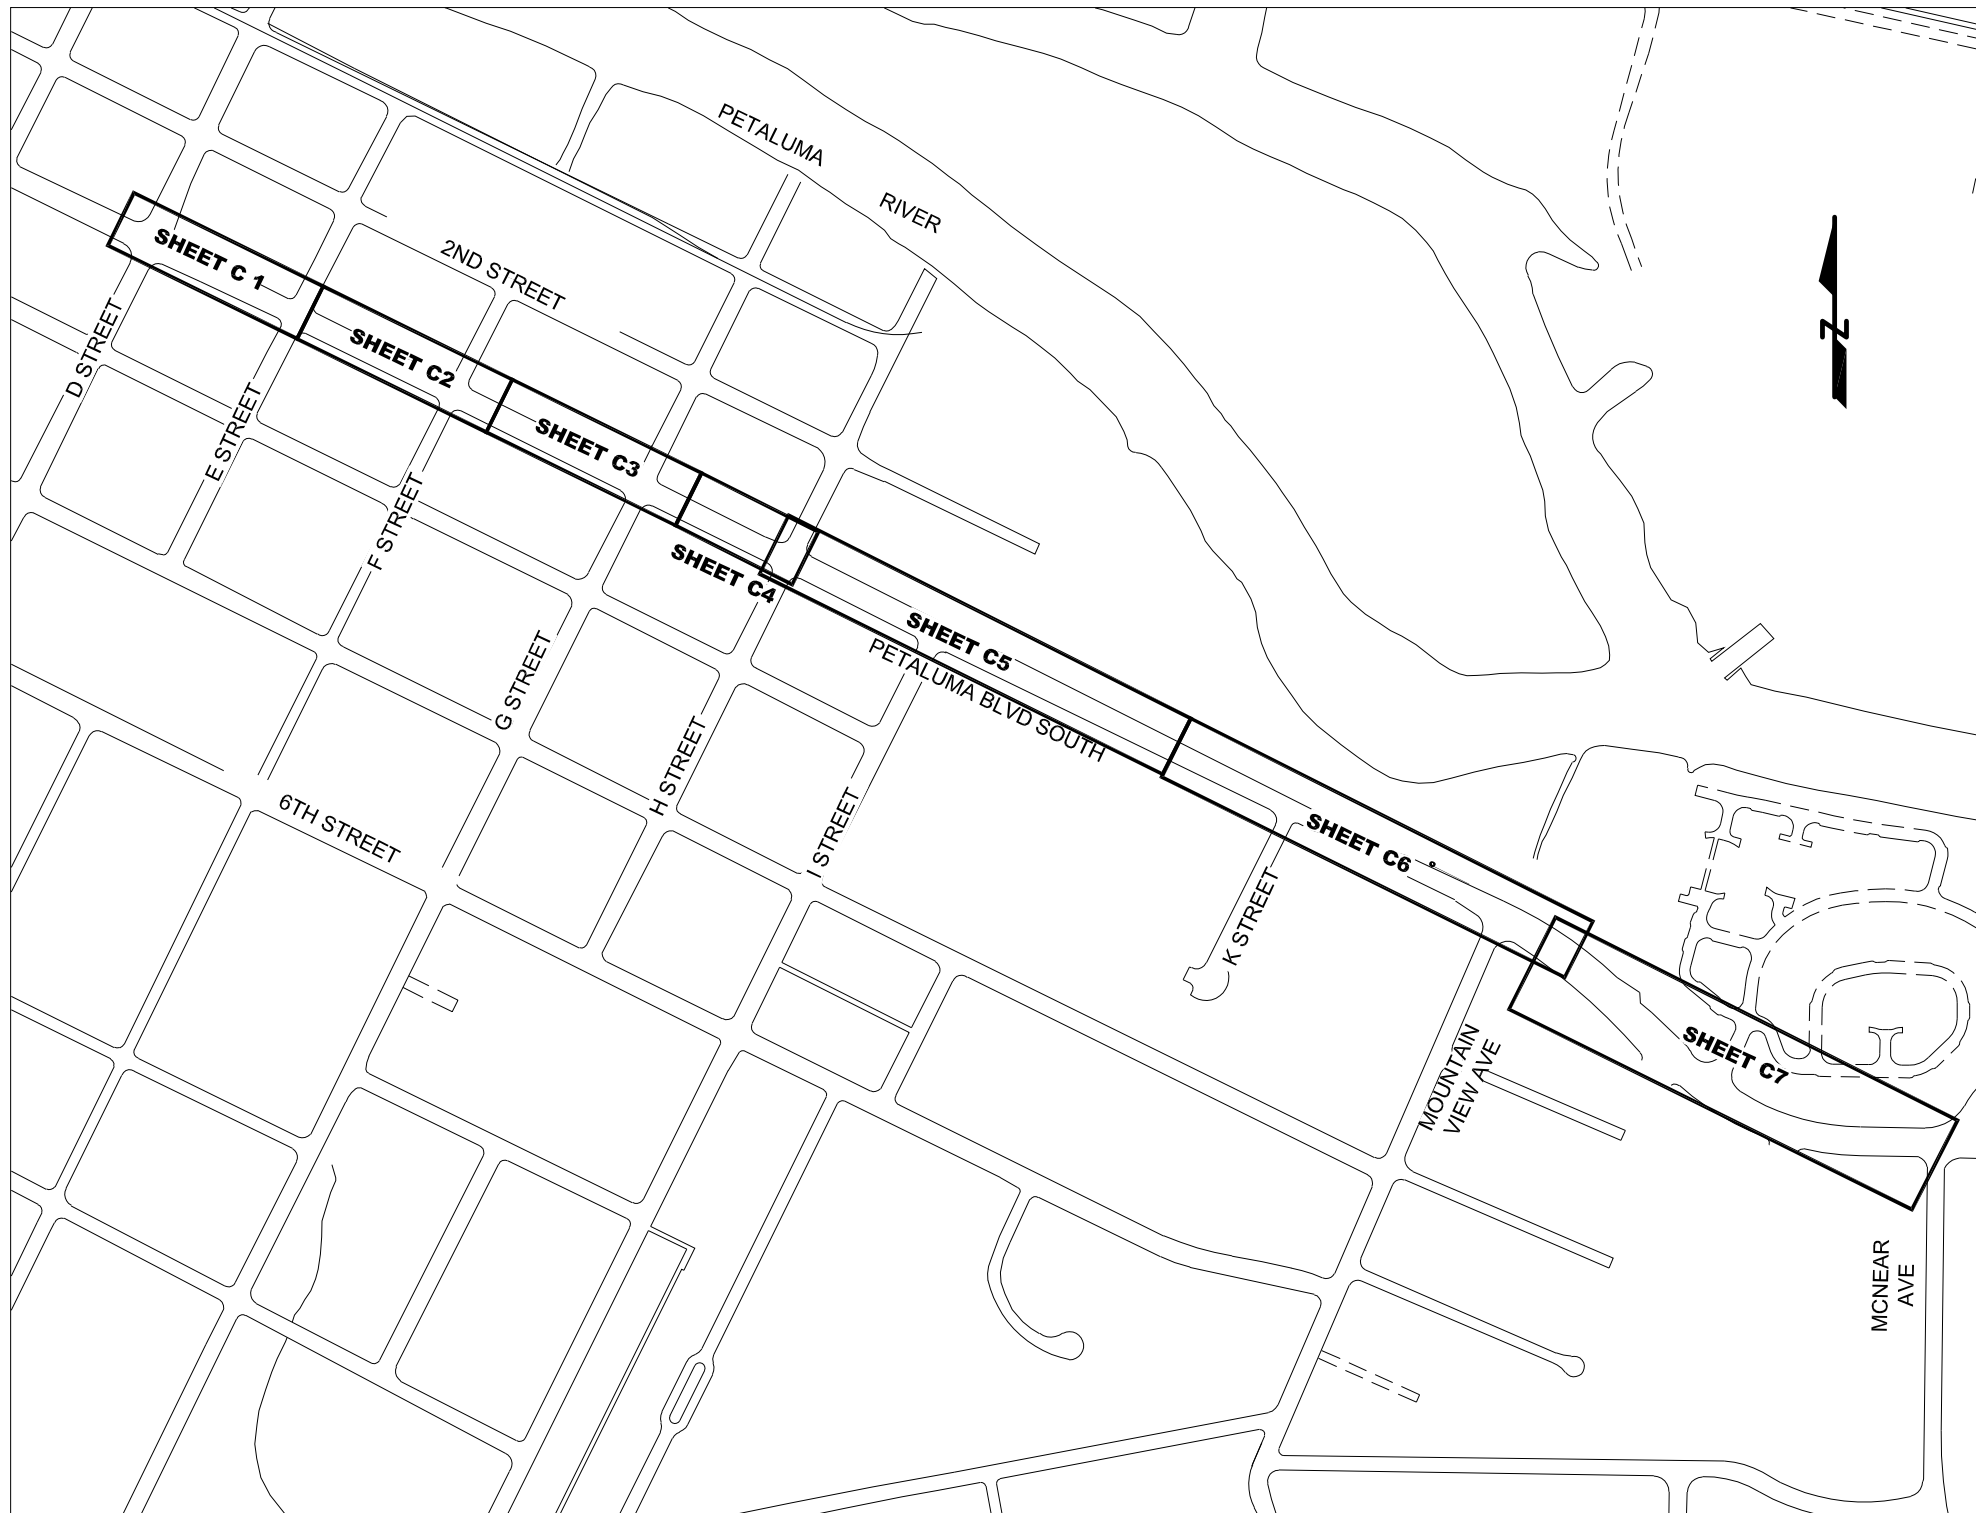 PETALUMA
RIVER
2ND STREET
SHEET C 1
SHEET C2
SHEET C3
SHEET C4
SHEET C5
SHEET C6
SHEET C7
D STREET
E STREET
F STREET
G STREET
H STREET
I STREET
K STREET
PETALUMA BLVD SOUTH
6TH STREET
MOUNTAIN
VIEW AVE
MCNEAR
AVE
N